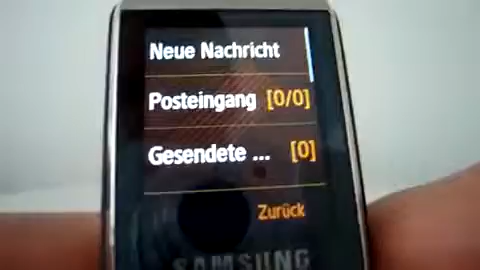 Neue Nachricht
Posteingang [0/0]
Gesendete ... [0]
Zurück
SAMSUNG